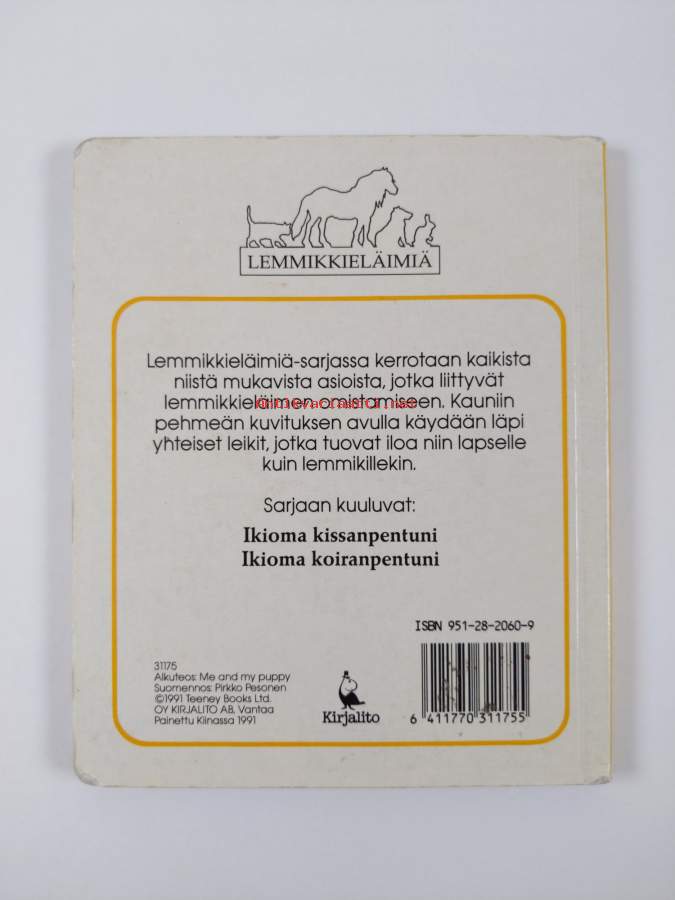 LEMMIKKIELÄIMIÄ
Lemmikkieläimiä-sarjassa kerrotaan kaikista
niistä mukavista asioista, jotka liittyvät
lemmikkieläimen omistamiseen. Kauniin
pehmeän kuvituksen avulla käydään läpi
yhteiset leikit, jotka tuovat iloa niin lapselle
kuin lemmikillekin.
Sarjaan kuuluvat:
Ikioma kissanpentuni
Ikioma koiranpentuni
ISBN 951-28-2060-9
31175
Alkuteos: Me and my puppy
Suomennos: Pirkko Pesonen
©1991 Teeney Books Ltd.
OY KIRJALITO AB, Vantaa
Painettu Kiinassa 1991
Kirjalito
6 411770 311755